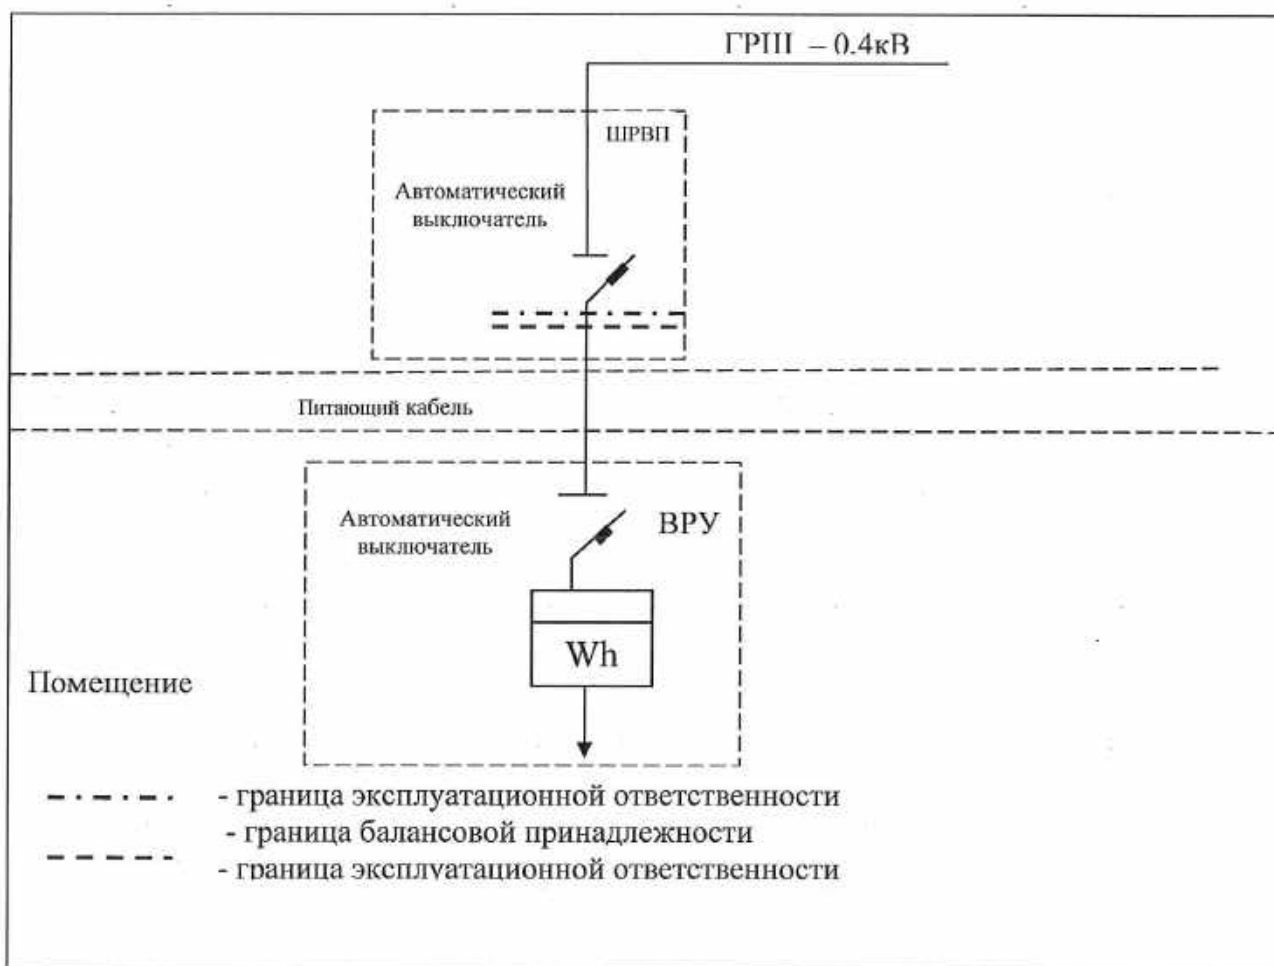 ГРЩ – 0.4кВ
ШРВП
Автоматический
выключатель
Питающий кабель
Автоматический
выключатель
ВРУ
Wh
Помещение
- граница эксплуатационной ответственности
- граница балансовой принадлежности
- граница эксплуатационной ответственности